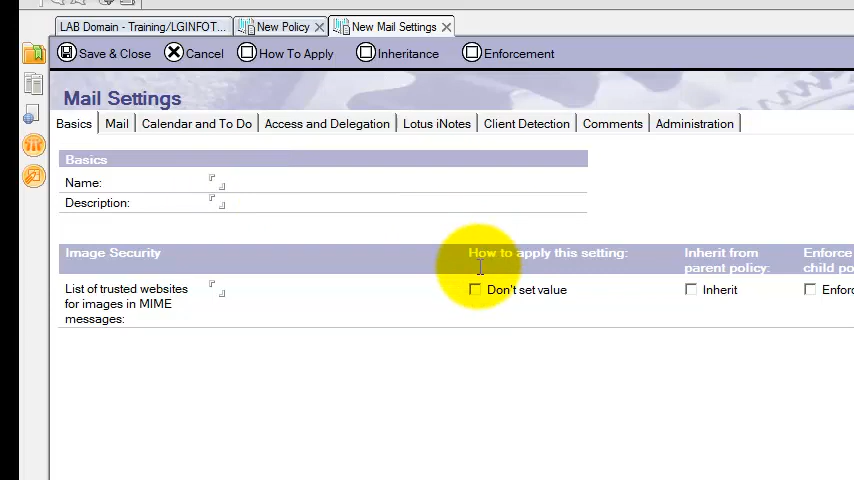 LAB Domain - Training/LGINFOT... New Policy New Mail Settings
Save & Close Cancel How To Apply Inheritance Enforcement
Mail Settings
Basics Mail Calendar and To Do Access and Delegation Lotus iNotes Client Detection Comments Administration
Basics
Name:
Description:
Image Security How to apply this setting: Inherit from Enforce
parent policy: child po
List of trusted websites Don't set value Inherit Enforc
for images in MIME
messages: